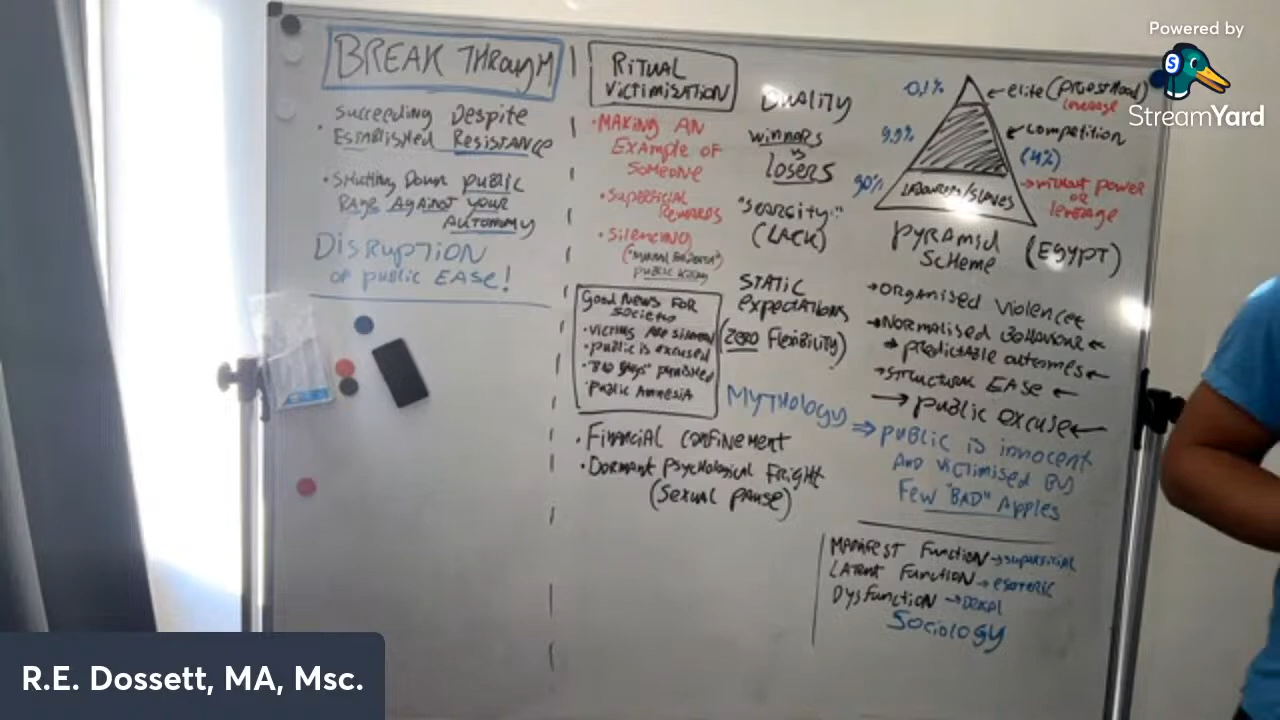 BREAK THROUGH
• Succeeding Despite
Established Resistance
• Shutting Down public
Rage Against your
AUTONOMY
DISRUPTION
OF public EASE!
RITUAL
VICTIMISATION
• MAKING AN
EXAMPLE OF
SOMEONE
• SUPERFICIAL
REWARDS
• Silencing
public
Good News FOR
society
• victims are silenced
• public is excused
• "BAD guys" punished
• Public Amnesia
• FINANCIAL CONFINEMENT
• DORMANT PSYCHOLOGICAL Fright
(Sexual pause)
DUALITY
WINNERS
vs
LOSERS
"SCARCITY"
(LACK)
STATIC
expectations
(ZERO Flexibility)
MYTHOLOGY ⇒ public is innocent
AND victimised by
Few "BAD" Apples
0.1%
elite (priesthood)
leverage
9.9%
competition
(4%)
90%
LABOURERS/SLAVES
without power
OR
leverage
PYRAMID
SCHEME
(EGYPT)
→ ORGANISED VIOLENCE
→ NORMALISED Behaviour ←
→ predictable outcomes ←
→ STRUCTURAL EASE ←
→ public excuse ←
MANIFEST Function → superficial
LATENT Function → esoteric
Dysfunction →
Sociology
Powered by
StreamYard
R.E. Dossett, MA, Msc.